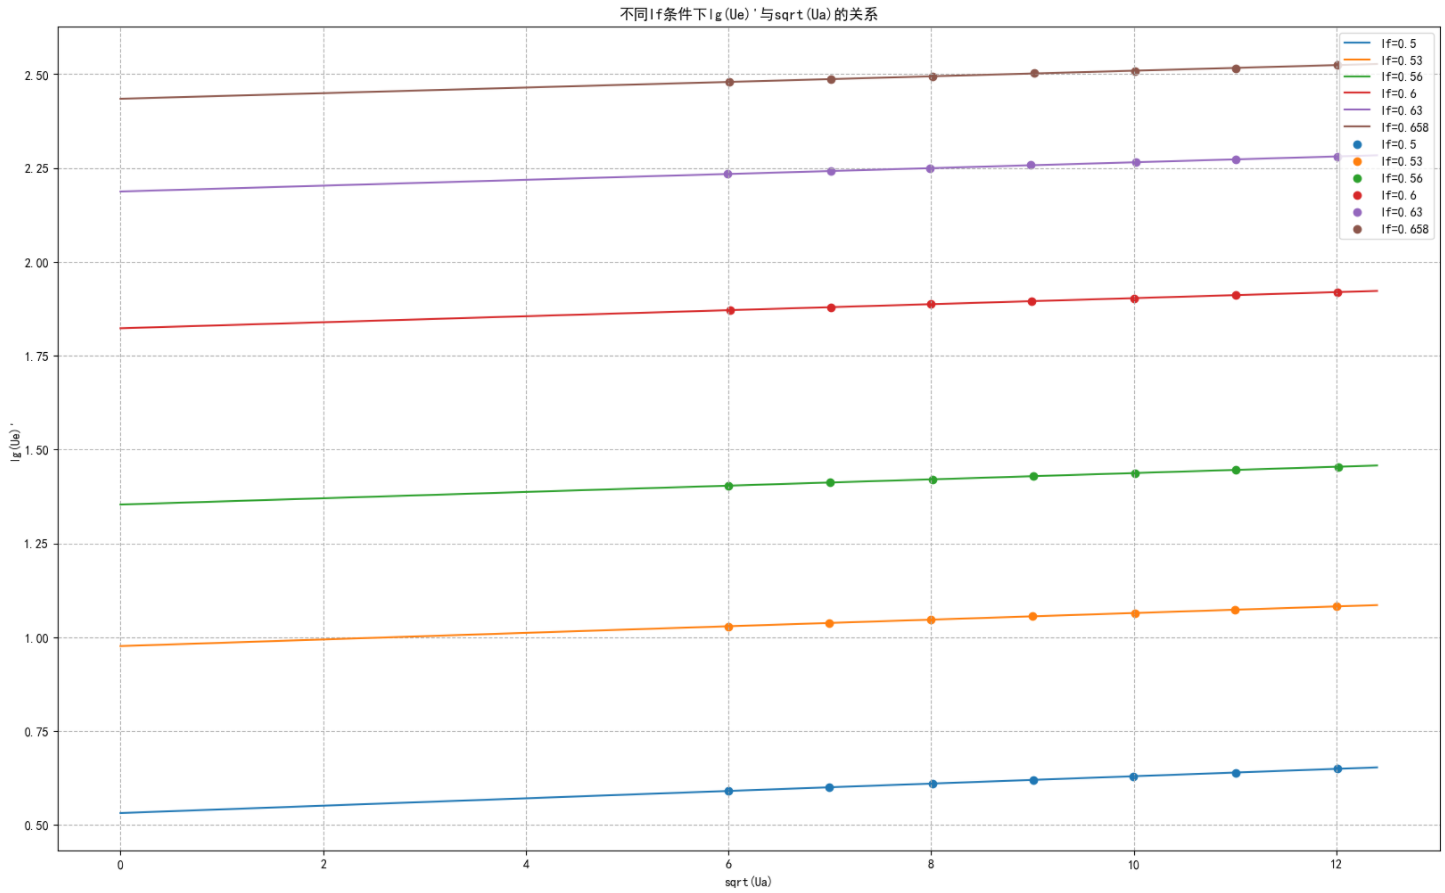 不同If条件下lg(Ue)'与sqrt(Ua)的关系
If=0.5
If=0.53
If=0.56
If=0.6
If=0.63
If=0.658
If=0.5
If=0.53
If=0.56
If=0.6
If=0.63
If=0.658
2.50
2.25
2.00
1.75
1.50
1.25
1.00
0.75
0.50
lg(Ue)'
0
2
4
6
8
10
12
sqrt(Ua)